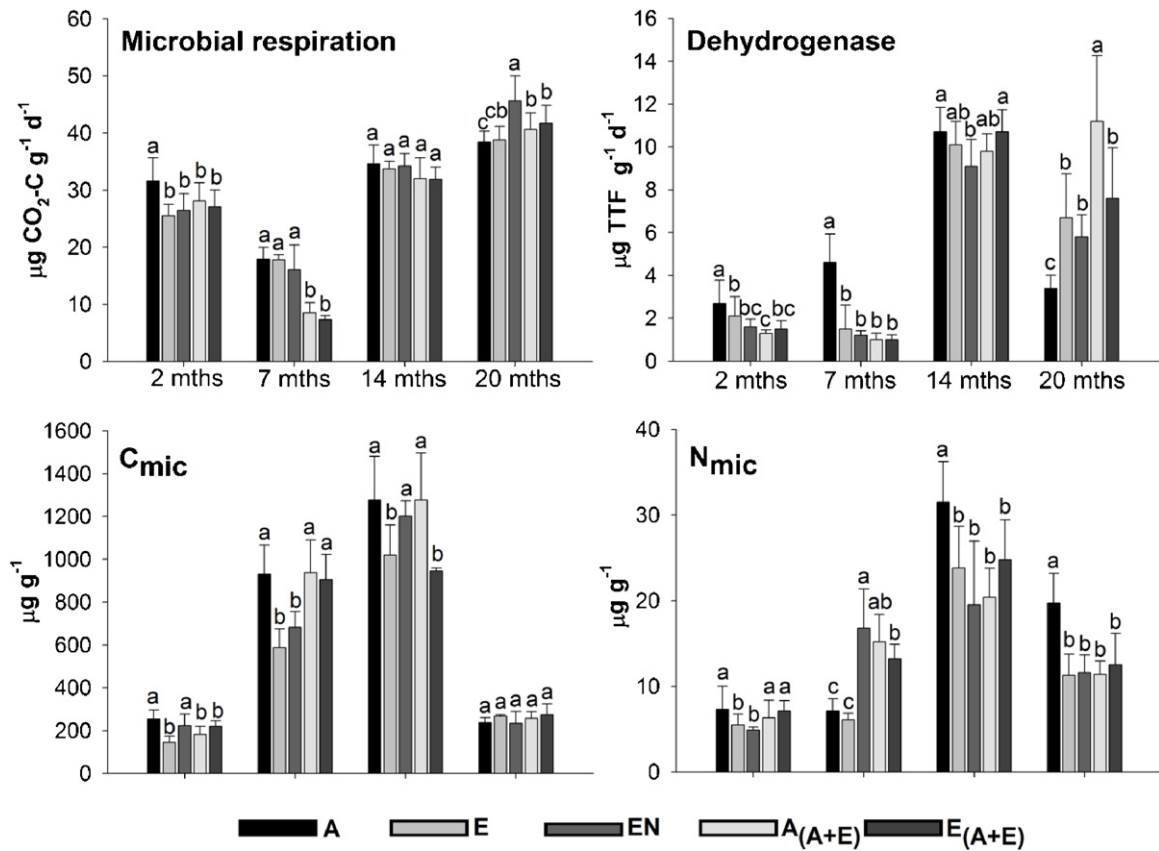 Microbial respiration
µg CO2-C g-1 d-1
60
50
40
30
20
10
0
a b b b b
a a a b b
a a a a a
c cb a b b
2 mths 7 mths 14 mths 20 mths
Dehydrogenase
µg TTF g-1 d-1
16
14
12
10
8
6
4
2
0
a b bc c bc
a b b b b
a ab b ab a
c b b a b
2 mths 7 mths 14 mths 20 mths
Cmic
µg g-1
1600
1400
1200
1000
800
600
400
200
0
a b a b b
a b b a a
a b a a b
a a a a a
Nmic
µg g-1
40
30
20
10
0
a b b a a
c c a ab b
a b b b b
a b b b b
A E EN A(A+E) E(A+E)